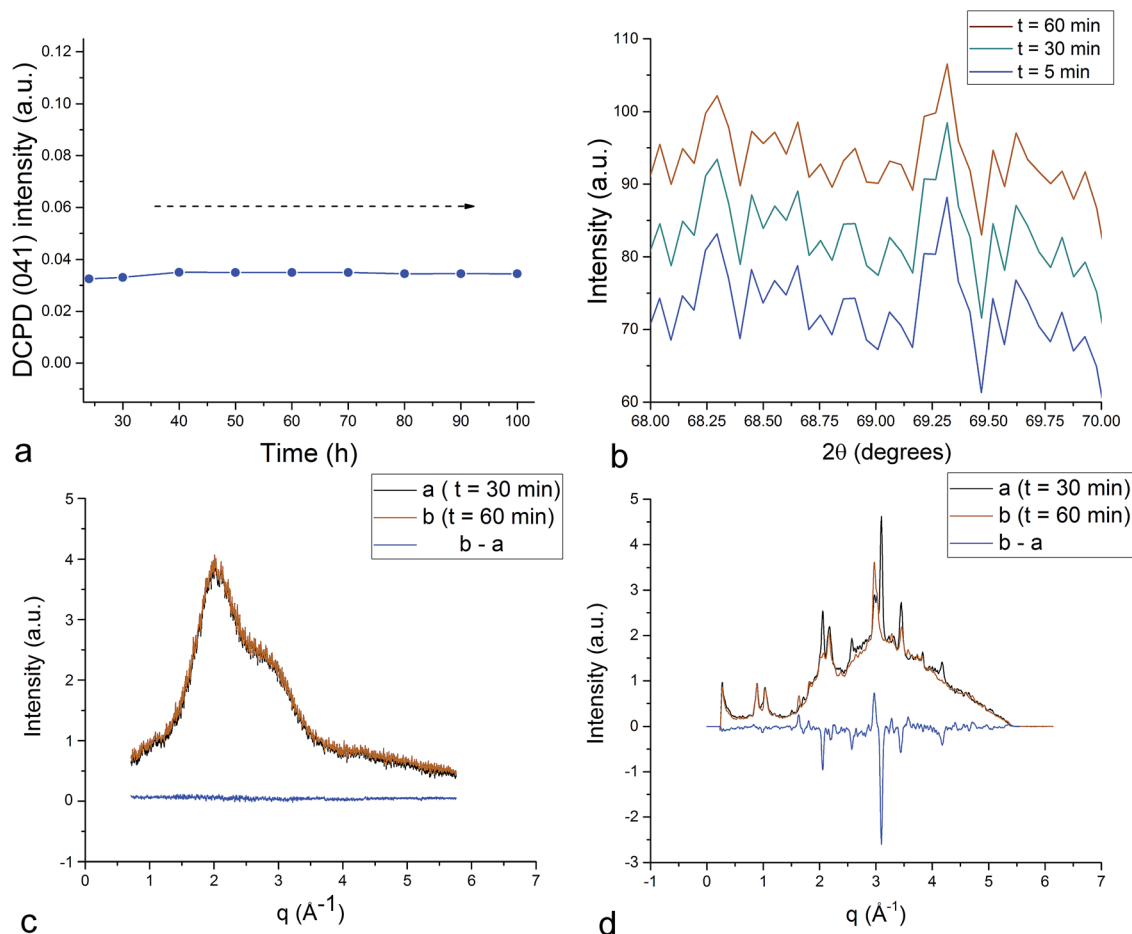 DCPD (041) intensity (a.u.)
0.12
0.10
0.08
0.06
0.04
0.02
0.00
30 40 50 60 70 80 90 100
Time (h)
a
t = 60 min
t = 30 min
t = 5 min
Intensity (a.u.)
110
100
90
80
70
60
68.00 68.25 68.50 68.75 69.00 69.25 69.50 69.75 70.00
2θ (degrees)
b
a ( t = 30 min)
b (t = 60 min)
b - a
Intensity (a.u.)
5
4
3
2
1
0
-1
0 1 2 3 4 5 6 7
q (Å-1)
c
a (t = 30 min)
b (t = 60 min)
b - a
Intensity (a.u.)
5
4
3
2
1
0
-1
-2
-3
-1 0 1 2 3 4 5 6 7
q (Å-1)
d